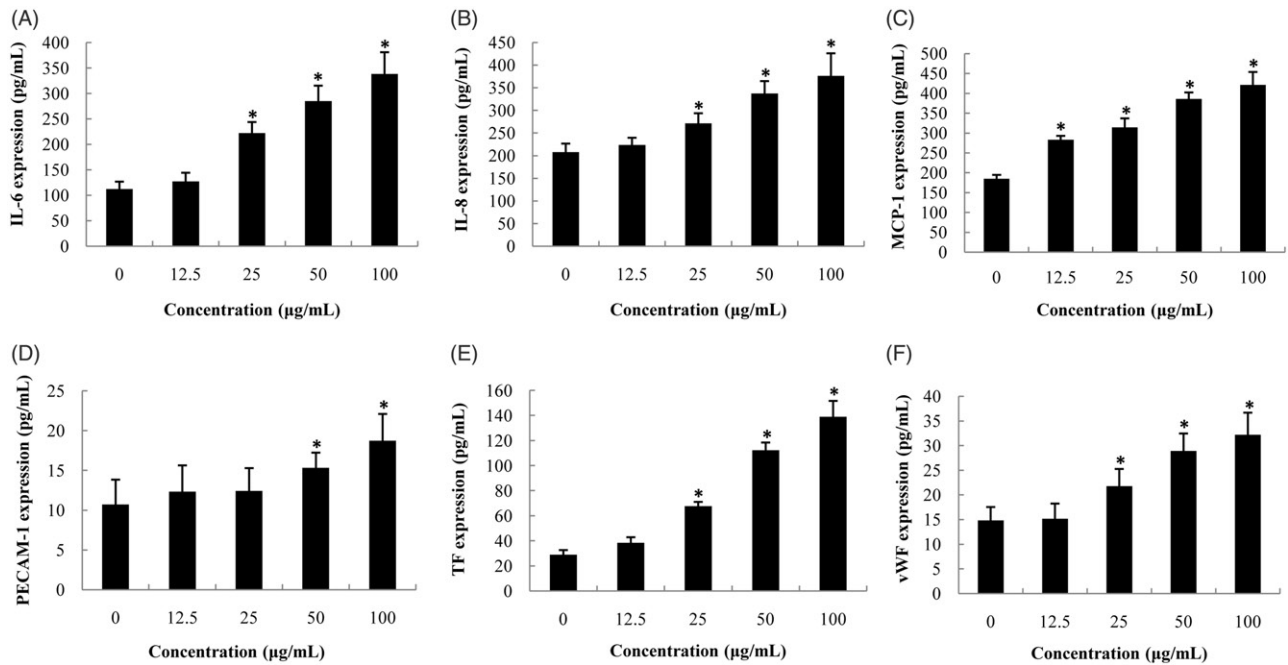 (A)
IL-6 expression (pg/mL)
400
350
300
250
200
150
100
50
0
* * *
0 12.5 25 50 100
Concentration (µg/mL)
(B)
IL-8 expression (pg/mL)
450
400
350
300
250
200
150
100
50
0
* * *
0 12.5 25 50 100
Concentration (µg/mL)
(C)
MCP-1 expression (pg/mL)
500
450
400
350
300
250
200
150
100
50
0
* * * *
0 12.5 25 50 100
Concentration (µg/mL)
(D)
PECAM-1 expression (pg/mL)
25
20
15
10
5
0
* *
0 12.5 25 50 100
Concentration (µg/mL)
(E)
TF expression (pg/mL)
160
140
120
100
80
60
40
20
0
* * *
0 12.5 25 50 100
Concentration (µg/mL)
(F)
vWF expression (pg/mL)
40
35
30
25
20
15
10
5
0
* * *
0 12.5 25 50 100
Concentration (µg/mL)